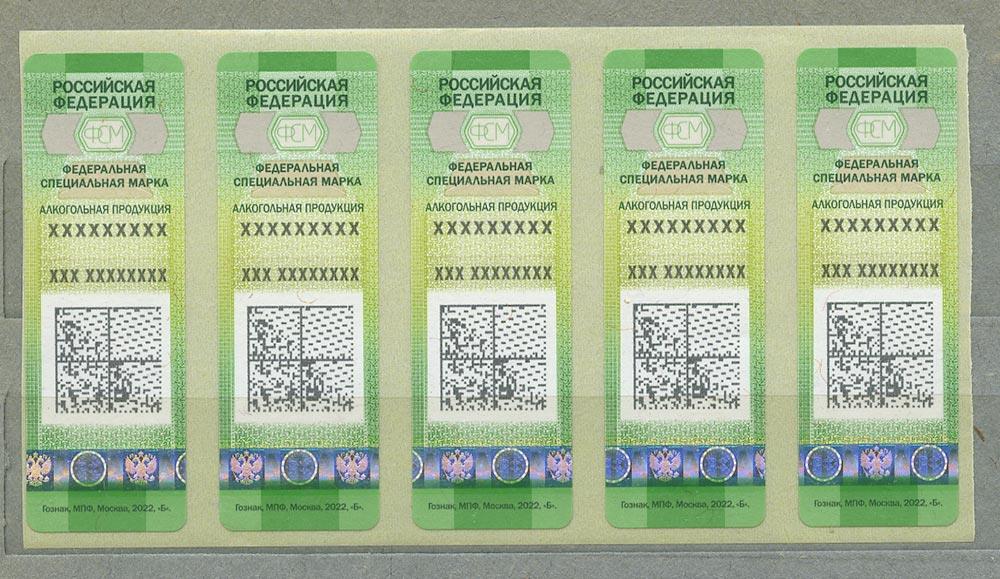 РОССИЙСКАЯ
ФЕДЕРАЦИЯ
ФСМ
ФЕДЕРАЛЬНАЯ
СПЕЦИАЛЬНАЯ МАРКА
АЛКОГОЛЬНАЯ ПРОДУКЦИЯ
XXXXXXXXX
XXX XXXXXXXX
Гознак, МПФ, Москва, 2022, «Б».
РОССИЙСКАЯ
ФЕДЕРАЦИЯ
ФСМ
ФЕДЕРАЛЬНАЯ
СПЕЦИАЛЬНАЯ МАРКА
АЛКОГОЛЬНАЯ ПРОДУКЦИЯ
XXXXXXXXX
XXX XXXXXXXX
Гознак, МПФ, Москва, 2022, «Б».
РОССИЙСКАЯ
ФЕДЕРАЦИЯ
ФСМ
ФЕДЕРАЛЬНАЯ
СПЕЦИАЛЬНАЯ МАРКА
АЛКОГОЛЬНАЯ ПРОДУКЦИЯ
XXXXXXXXX
XXX XXXXXXXX
Гознак, МПФ, Москва, 2022, «Б».
РОССИЙСКАЯ
ФЕДЕРАЦИЯ
ФСМ
ФЕДЕРАЛЬНАЯ
СПЕЦИАЛЬНАЯ МАРКА
АЛКОГОЛЬНАЯ ПРОДУКЦИЯ
XXXXXXXXX
XXX XXXXXXXX
Гознак, МПФ, Москва, 2022, «Б».
РОССИЙСКАЯ
ФЕДЕРАЦИЯ
ФСМ
ФЕДЕРАЛЬНАЯ
СПЕЦИАЛЬНАЯ МАРКА
АЛКОГОЛЬНАЯ ПРОДУКЦИЯ
XXXXXXXXX
XXX XXXXXXXX
Гознак, МПФ, Москва, 2022, «Б».